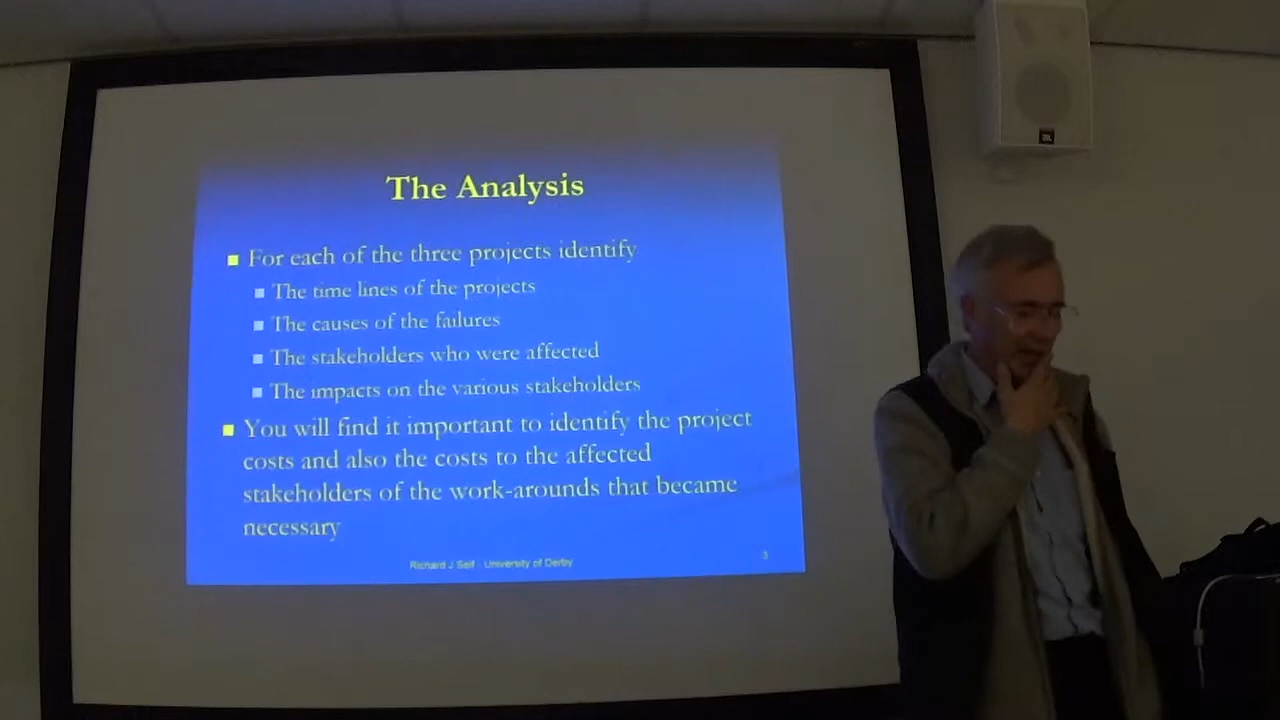 The Analysis
For each of the three projects identify
The time lines of the projects
The causes of the failures
The stakeholders who were affected
The impacts on the various stakeholders
You will find it important to identify the project
costs and also the costs to the affected
stakeholders of the work-arounds that became
necessary
Richard J Self - University of Derby
3
JBL